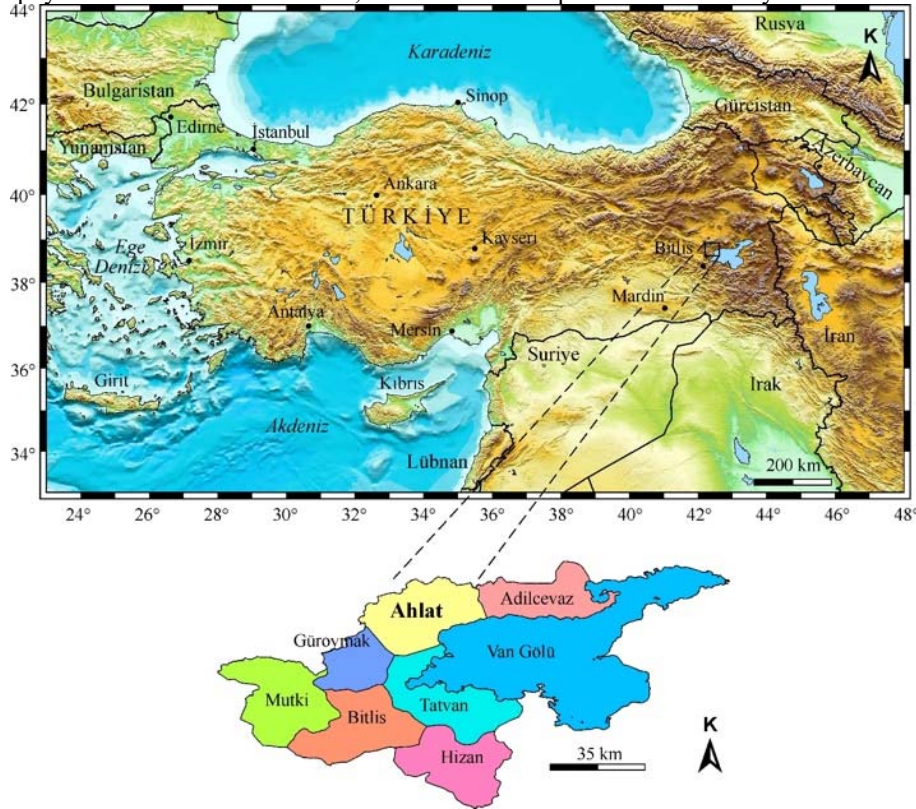 44°
42°
40°
38°
36°
34°
Karadeniz
Rusya
K
Bulgaristan
Sinop
Gürcistan
Edirne
İstanbul
Yunanistan
Azerbaycan
Ankara
TÜRKİYE
Kayseri
Ege
Denizi
İzmir
Bitlis
Mardin
Antalya
Mersin
İran
Suriye
Girit
Kıbrıs
Irak
Akdeniz
Lübnan
200 km
24° 26° 28° 30° 32° 34° 36° 38° 40° 42° 44° 46° 48°
Ahlat
Adilcevaz
Güroymak
Van Gölü
Mutki
Bitlis
Tatvan
Hizan
K
35 km